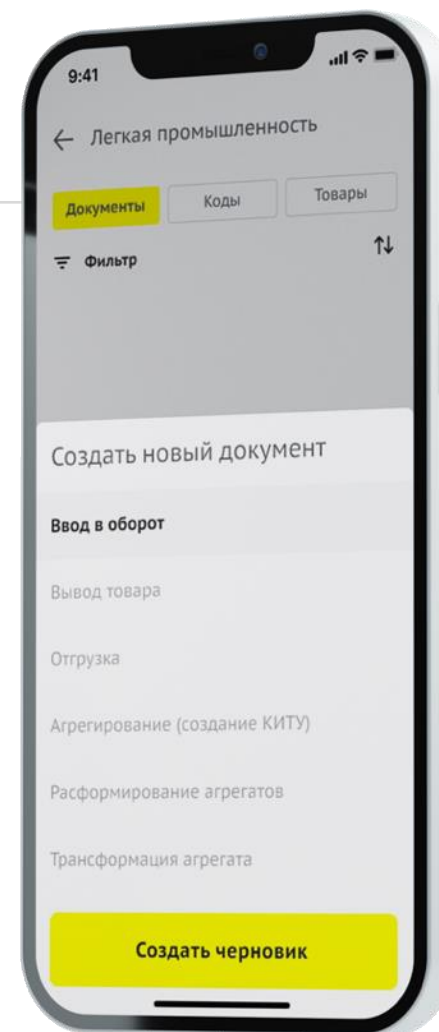 9:41
← Легкая промышленность
Документы Коды Товары
Фильтр
Создать новый документ
Ввод в оборот
Вывод товара
Отгрузка
Агрегирование (создание КИТУ)
Расформирование агрегатов
Трансформация агрегата
Создать черновик